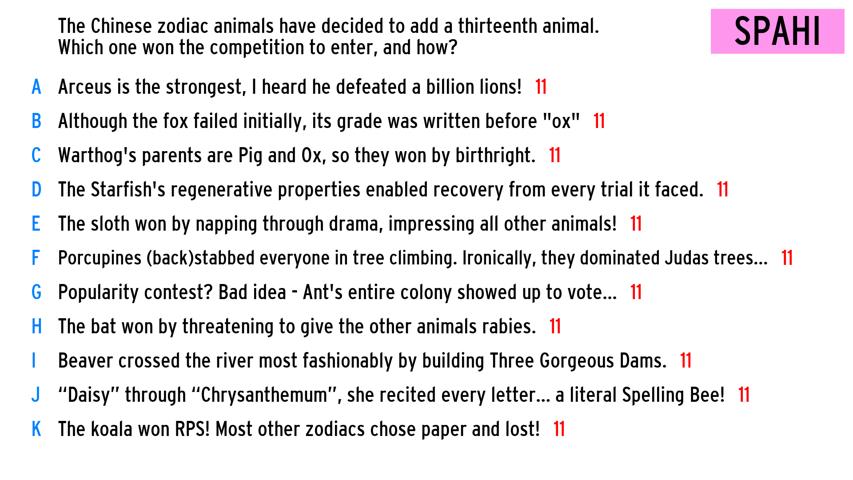 The Chinese zodiac animals have decided to add a thirteenth animal.
Which one won the competition to enter, and how?
SPAHI
A Arceus is the strongest, I heard he defeated a billion lions! 11
B Although the fox failed initially, its grade was written before "ox" 11
C Warthog's parents are Pig and Ox, so they won by birthright. 11
D The Starfish's regenerative properties enabled recovery from every trial it faced. 11
E The sloth won by napping through drama, impressing all other animals! 11
F Porcupines (back)stabbed everyone in tree climbing. Ironically, they dominated Judas trees... 11
G Popularity contest? Bad idea - Ant's entire colony showed up to vote... 11
H The bat won by threatening to give the other animals rabies. 11
I Beaver crossed the river most fashionably by building Three Gorgeous Dams. 11
J “Daisy” through “Chrysanthemum”, she recited every letter... a literal Spelling Bee! 11
K The koala won RPS! Most other zodiacs chose paper and lost! 11